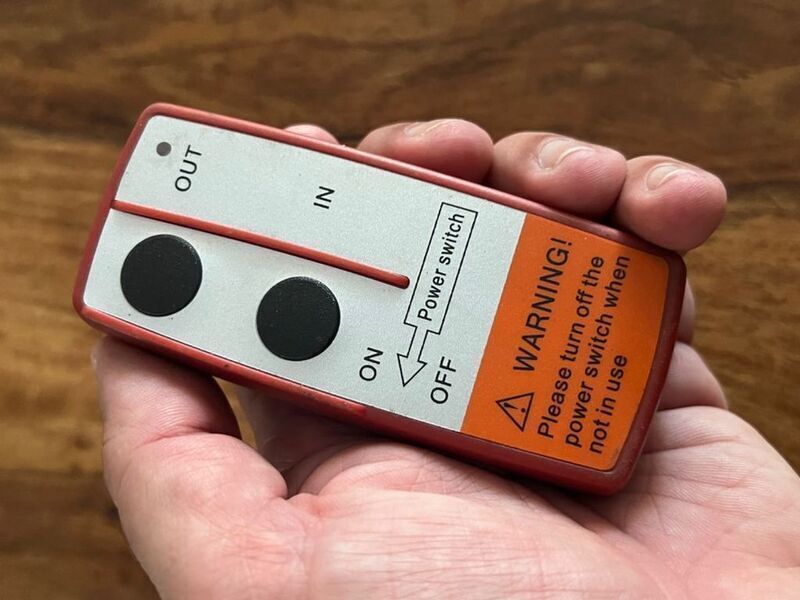 OUT
IN
Power switch
ON
OFF
WARNING!
Please turn off the
power switch when
not in use